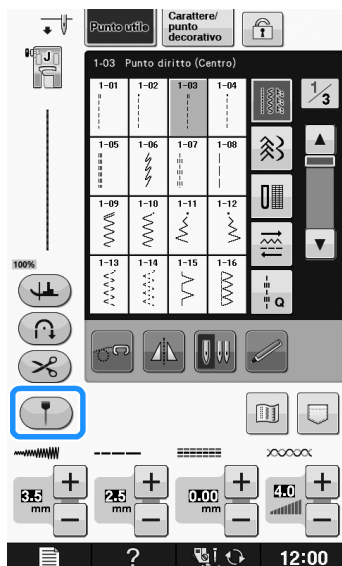 Punto utile
Carattere/
punto
decorativo
J
1-03 Punto diritto (Centro)
1/3
1-01 1-02 1-03 1-04
1-05 1-06 1-07 1-08
1-09 1-10 1-11 1-12
1-13 1-14 1-15 1-16
100%
Q
3.5 mm
2.5 mm
0.00 mm
4.0
?
12:00